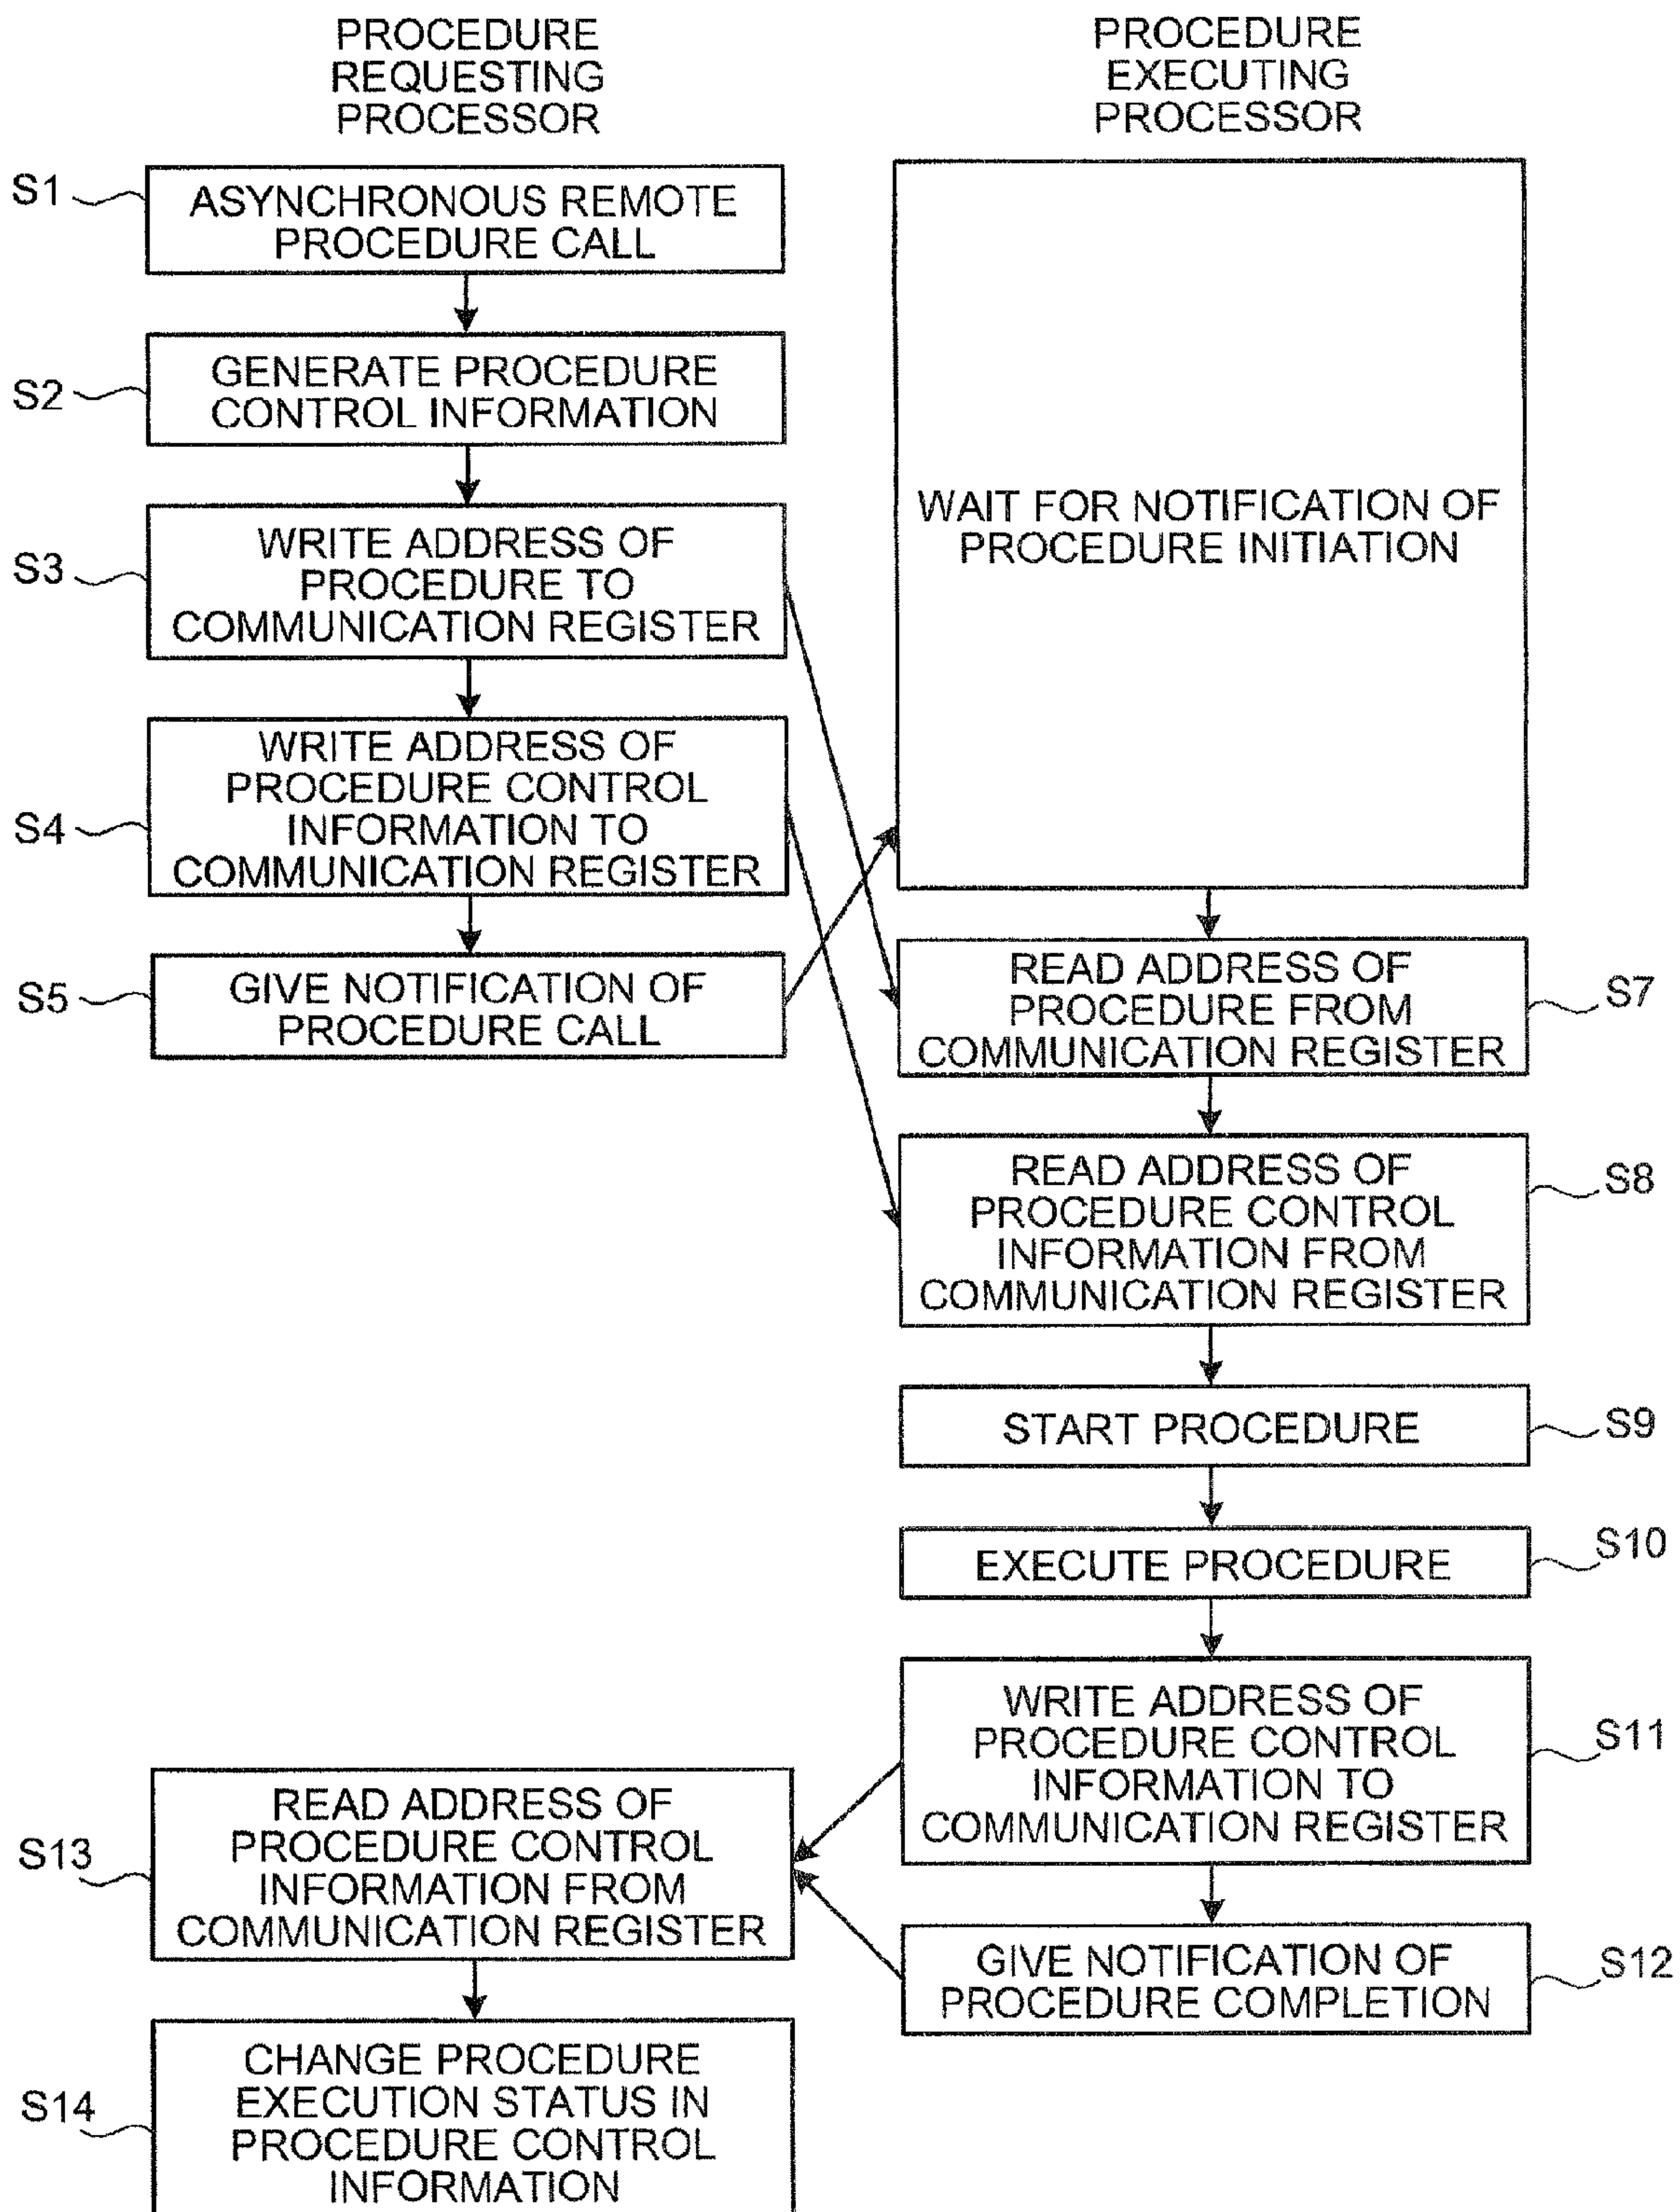 PROCEDURE
REQUESTING
PROCESSOR
PROCEDURE
EXECUTING
PROCESSOR
S1
ASYNCHRONOUS REMOTE
PROCEDURE CALL
S2
GENERATE PROCEDURE
CONTROL INFORMATION
S3
WRITE ADDRESS OF
PROCEDURE TO
COMMUNICATION REGISTER
WAIT FOR NOTIFICATION OF
PROCEDURE INITIATION
S4
WRITE ADDRESS OF
PROCEDURE CONTROL
INFORMATION TO
COMMUNICATION REGISTER
S5
GIVE NOTIFICATION OF
PROCEDURE CALL
READ ADDRESS OF
PROCEDURE FROM
COMMUNICATION REGISTER
S7
READ ADDRESS OF
PROCEDURE CONTROL
INFORMATION FROM
COMMUNICATION REGISTER
S8
START PROCEDURE
S9
EXECUTE PROCEDURE
S10
WRITE ADDRESS OF
PROCEDURE CONTROL
INFORMATION TO
COMMUNICATION REGISTER
S11
S13
READ ADDRESS OF
PROCEDURE CONTROL
INFORMATION FROM
COMMUNICATION REGISTER
GIVE NOTIFICATION OF
PROCEDURE COMPLETION
S12
S14
CHANGE PROCEDURE
EXECUTION STATUS IN
PROCEDURE CONTROL
INFORMATION